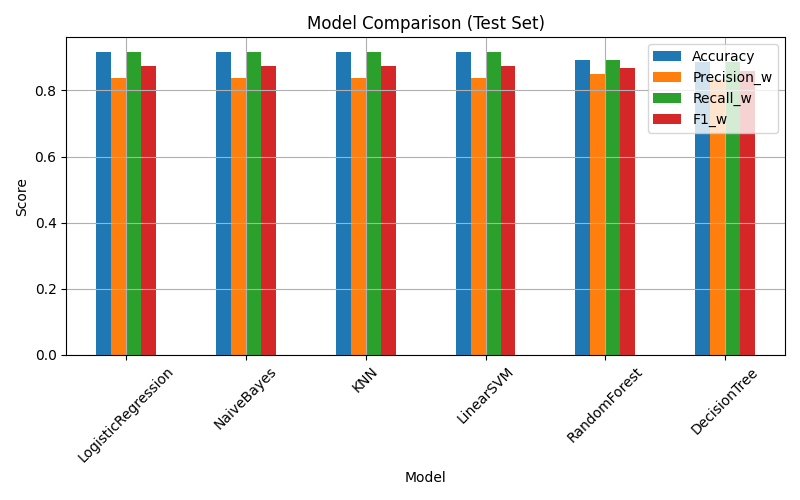 Model Comparison (Test Set)
Accuracy
Precision_w
Recall_w
F1_w
Score
0.8
0.6
0.4
0.2
0.0
LogisticRegression
NaiveBayes
KNN
LinearSVM
RandomForest
DecisionTree
Model